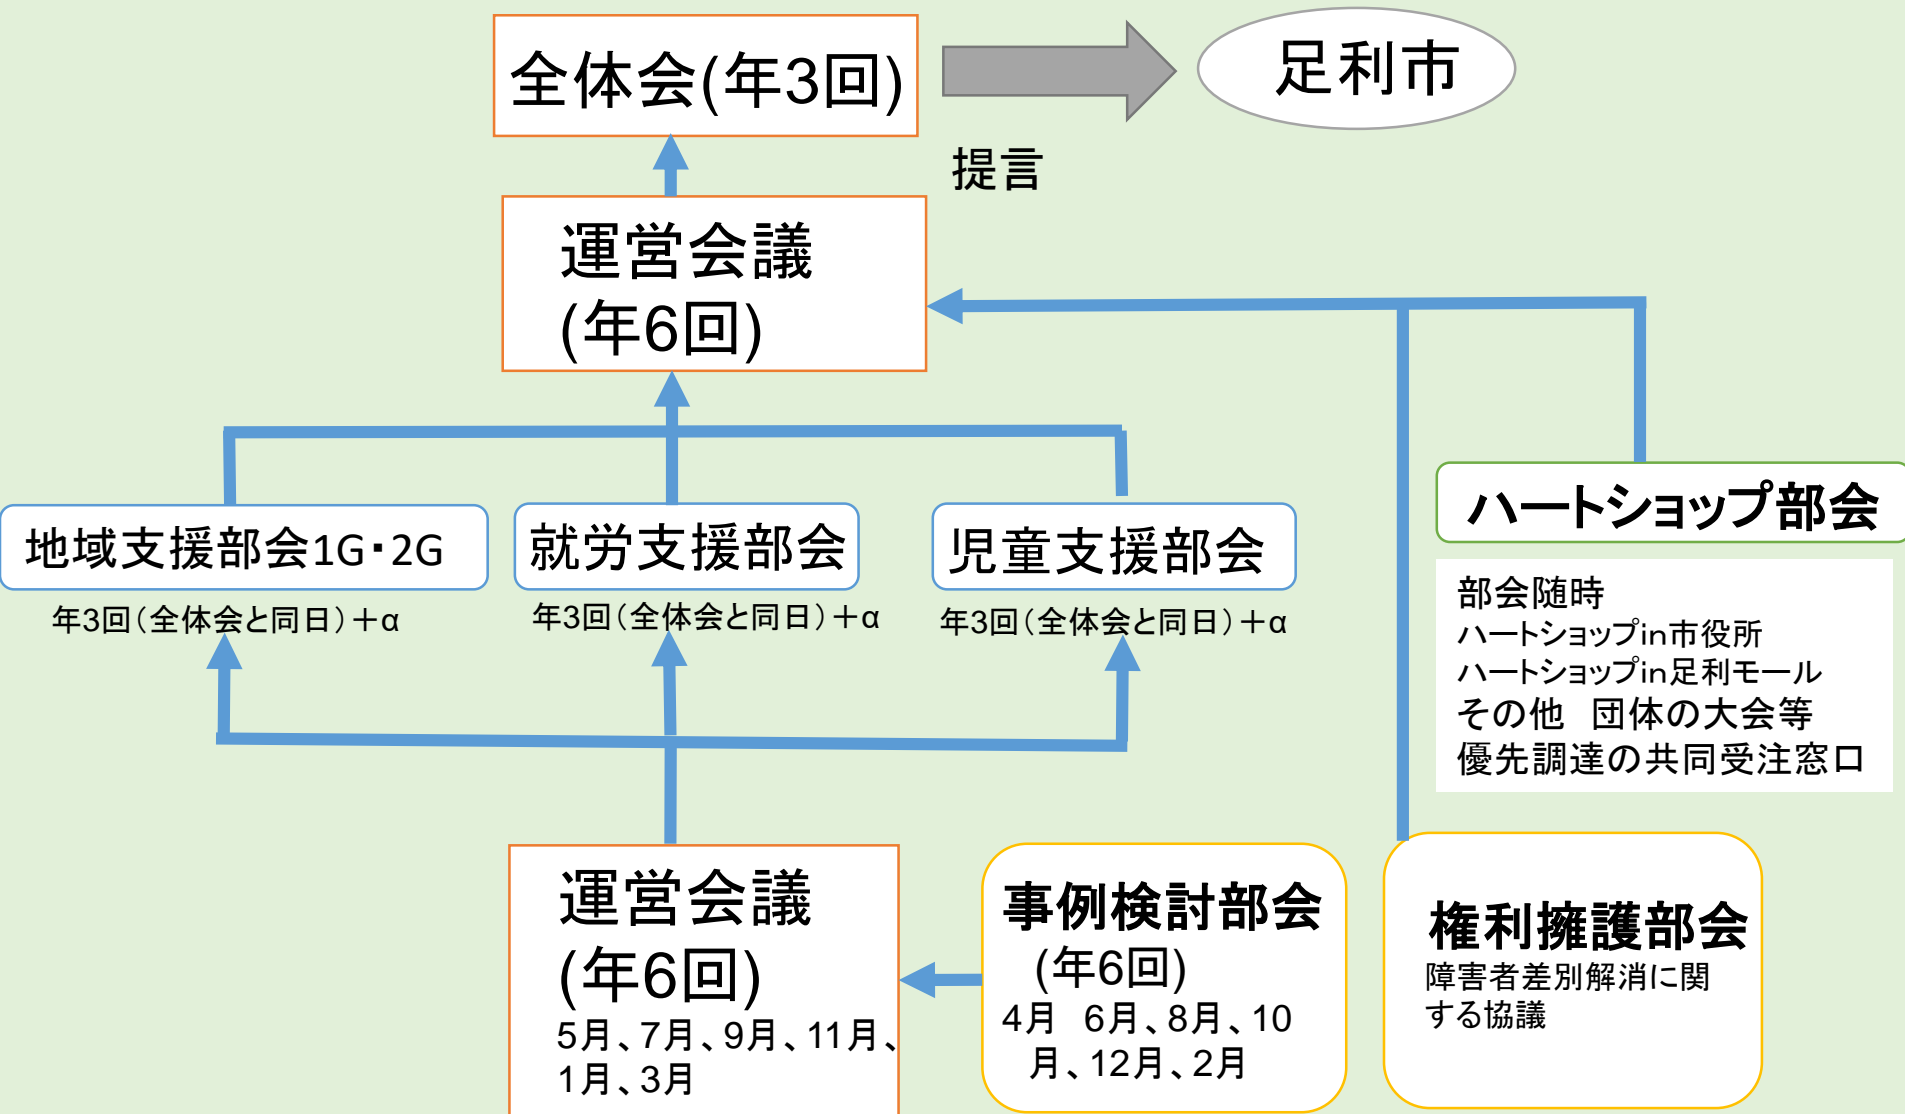 全体会(年3回)
足利市
提言
運営会議
(年6回)
地域支援部会1G・2G
年3回(全体会と同日)+α
就労支援部会
年3回(全体会と同日)+α
児童支援部会
年3回(全体会と同日)+α
ハートショップ部会
部会随時
ハートショップin市役所
ハートショップin足利モール
その他　団体の大会等
優先調達の共同受注窓口
運営会議
(年6回)
5月、7月、9月、11月、
1月、3月
事例検討部会
(年6回)
4月　6月、8月、10
月、12月、2月
権利擁護部会
障害者差別解消に関
する協議